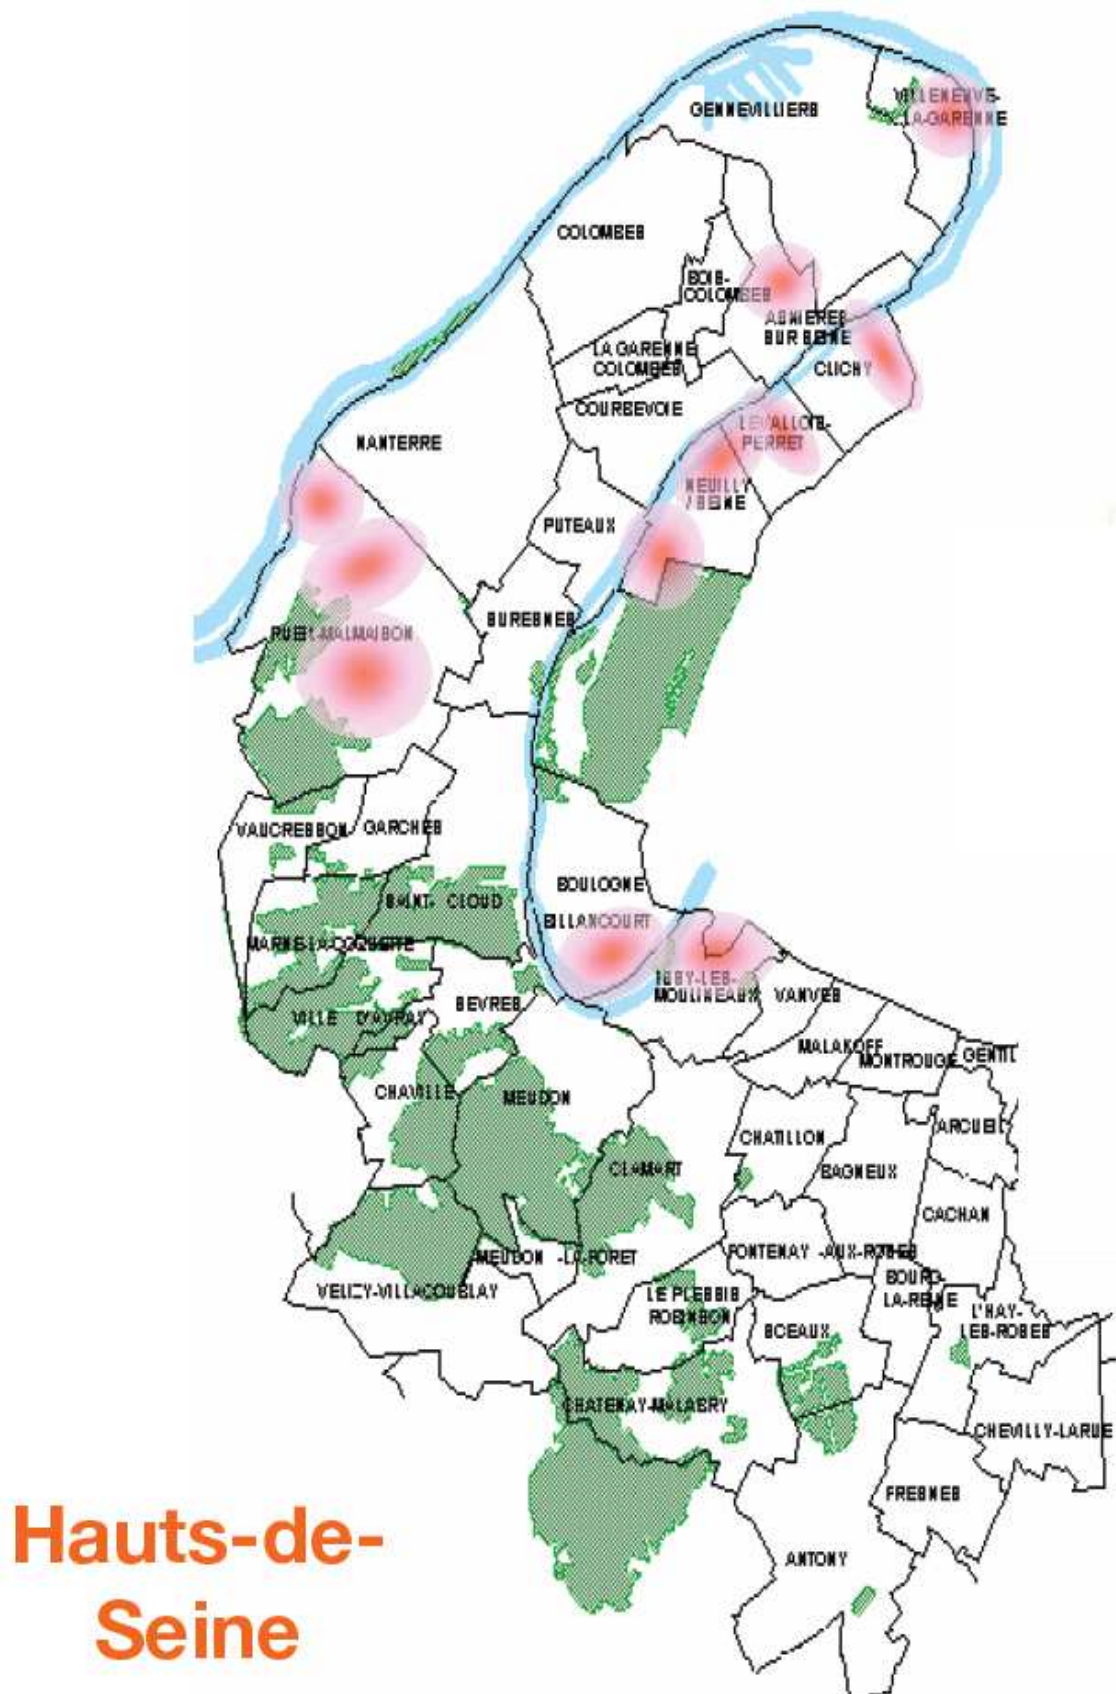 GENNEVILLIERS
VILLENEUVE-
LA-GARENNE
COLOMBES
BOIS-
COLOMBES
ASNIERES-
SUR SEINE
LA GARENNE
COLOMBES
CLICHY
COURBEVOIE
LEVALLOIS-
PERRET
NANTERRE
NEUILLY
/SEINE
PUTEAUX
SURESNES
RUEIL-MALMAISON
VAUCRESSON
GARCHES
BOULOGNE
BILLANCOURT
SAINT- CLOUD
MARNE-LA-COQUETTE
ISSY-LES-
MOULINEAUX
VANVES
SEVRES
VILLE D'AVRAY
MALAKOFF
MONTROUGE
GENTIL
CHAVILLE
MEUDON
ARCUEIL
CHATILLON
CLAMART
BAGNEUX
CACHAN
MEUDON -LA-FORET
FONTENAY -AUX-ROSES
VELIZY-VILLACOUBLAY
LE PLESSIS
ROBINSON
BOURG-
LA-REINE
L'HAY-
LES-ROSES
SCEAUX
CHATENAY-MALABRY
CHEVILLY-LARUE
FRESNES
ANTONY
Hauts-de-
Seine